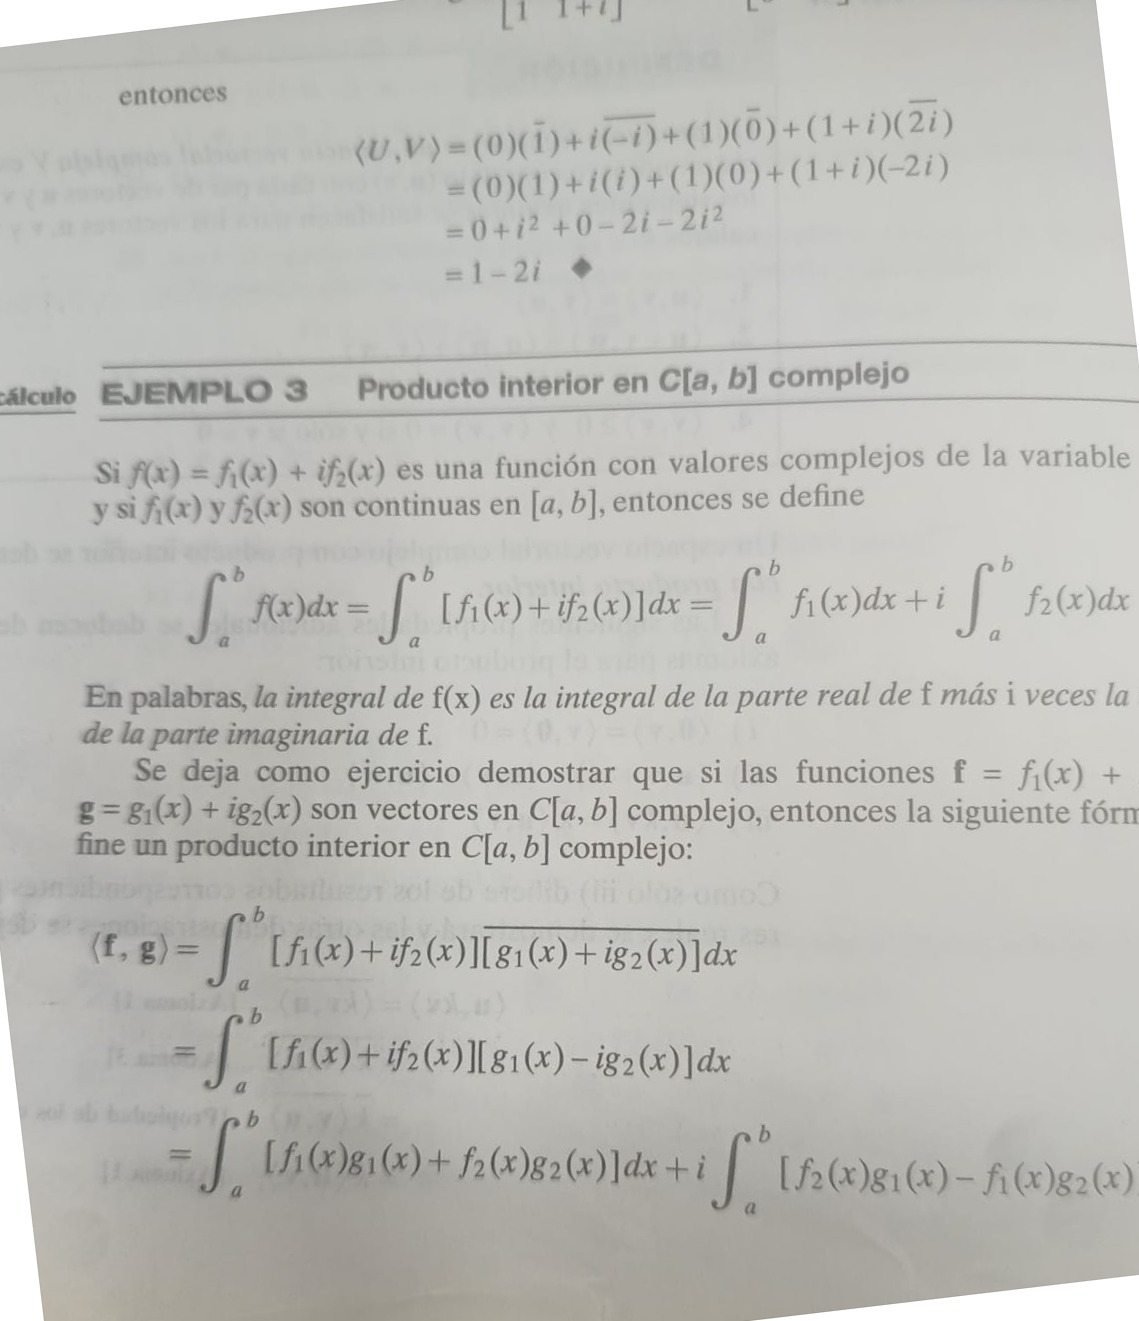 [1 1+i]
entonces
⟨U,V⟩ = (0)(1̅) + i(\overline{-i}) + (1)(0̅) + (1+i)(\overline{2i})
= (0)(1) + i(i) + (1)(0) + (1+i)(−2i)
= 0 + i² + 0 − 2i − 2i²
= 1 − 2i ◆
cálculo EJEMPLO 3 Producto interior en C[a, b] complejo
Si f(x) = f₁(x) + if₂(x) es una función con valores complejos de la variable
y si f₁(x) y f₂(x) son continuas en [a, b], entonces se define
∫ₐᵇ f(x)dx = ∫ₐᵇ [f₁(x) + if₂(x)]dx = ∫ₐᵇ f₁(x)dx + i ∫ₐᵇ f₂(x)dx
En palabras, la integral de f(x) es la integral de la parte real de f más i veces la
de la parte imaginaria de f.
Se deja como ejercicio demostrar que si las funciones f = f₁(x) +
g = g₁(x) + ig₂(x) son vectores en C[a, b] complejo, entonces la siguiente fórm
fine un producto interior en C[a, b] complejo:
⟨f, g⟩ = ∫ₐᵇ [f₁(x) + if₂(x)]\overline{[g₁(x) + ig₂(x)]}dx
= ∫ₐᵇ [f₁(x) + if₂(x)][g₁(x) − ig₂(x)]dx
= ∫ₐᵇ [f₁(x)g₁(x) + f₂(x)g₂(x)]dx + i ∫ₐᵇ [f₂(x)g₁(x) − f₁(x)g₂(x)